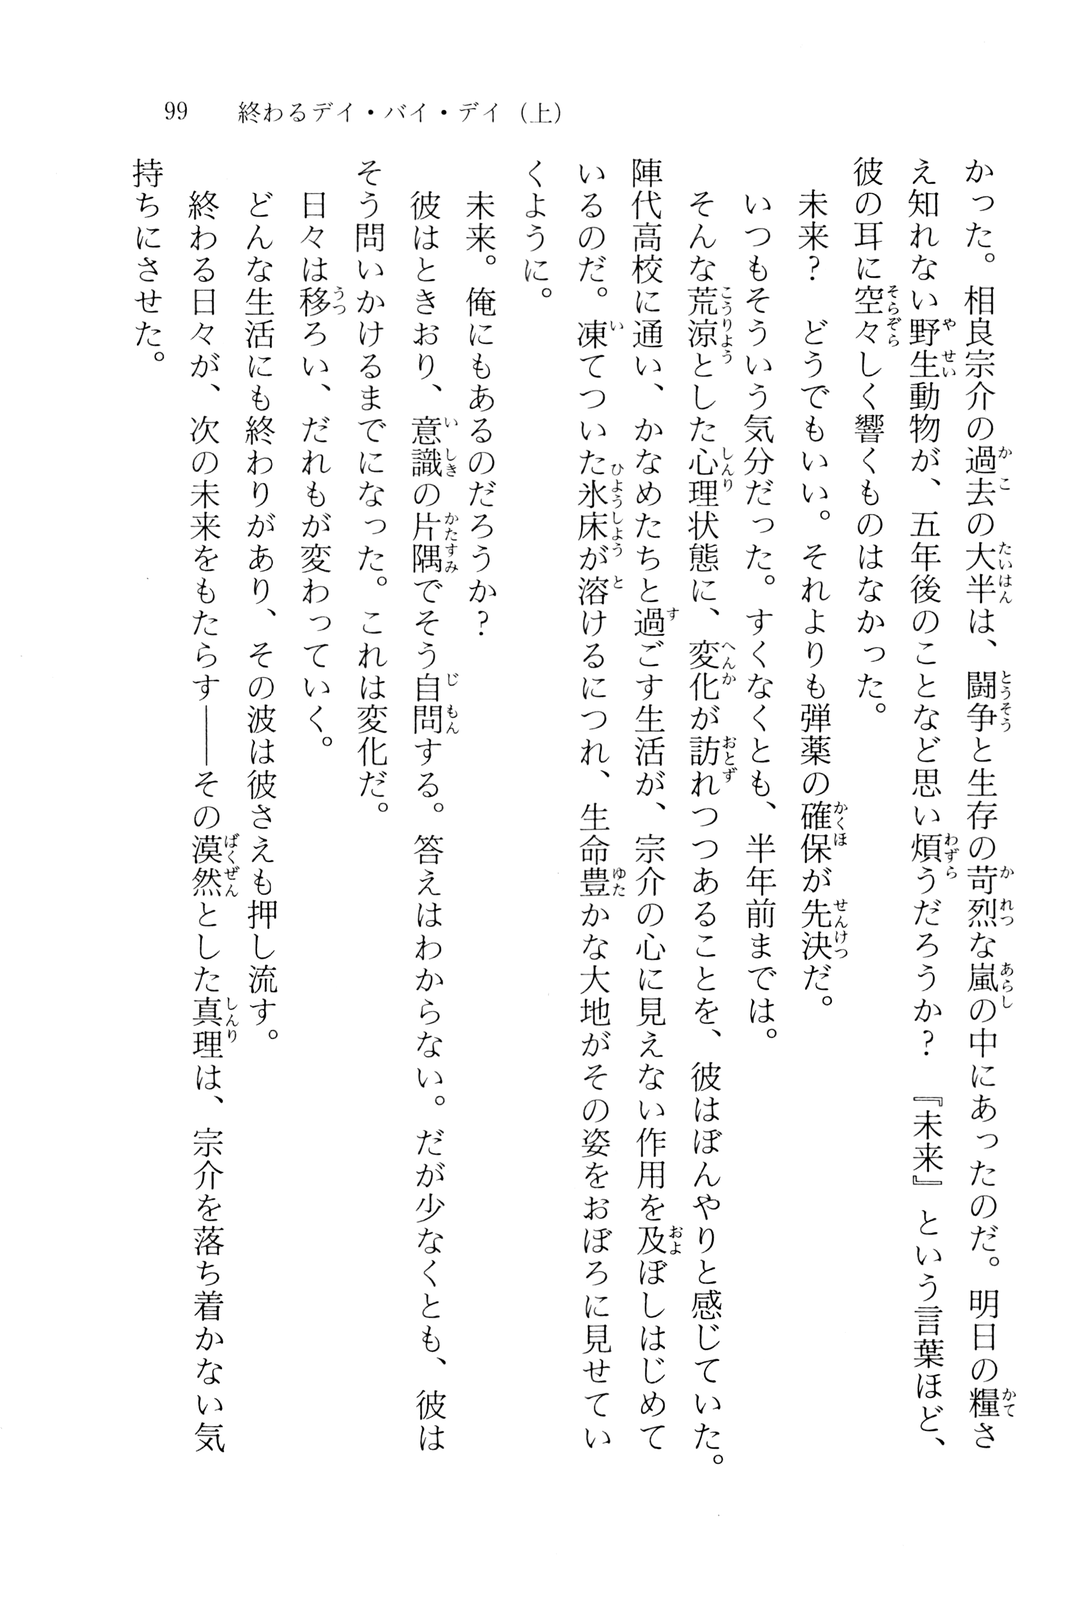 99　終わるデイ・バイ・デイ（上）
かった。相良宗介の過去の大半は、闘争と生存の苛烈な嵐の中にあったのだ。明日の糧さ
え知れない野生動物が、五年後のことなど思い煩うだろうか？　『未来』という言葉ほど、
彼の耳に空々しく響くものはなかった。
　未来？　どうでもいい。それよりも弾薬の確保が先決だ。
　いつもそういう気分だった。すくなくとも、半年前までは。
　そんな荒涼とした心理状態に、変化が訪れつつあることを、彼はぼんやりと感じていた。
陣代高校に通い、かなめたちと過ごす生活が、宗介の心に見えない作用を及ぼしはじめて
いるのだ。凍てついた氷床が溶けるにつれ、生命豊かな大地がその姿をおぼろに見せてい
くように。
　未来。俺にもあるのだろうか？
　彼はときおり、意識の片隅でそう自問する。答えはわからない。だが少なくとも、彼は
そう問いかけるまでになった。これは変化だ。
　日々は移ろい、だれもが変わっていく。
　どんな生活にも終わりがあり、その波は彼さえも押し流す。
　終わる日々が、次の未来をもたらす――その漠然とした真理は、宗介を落ち着かない気
持ちにさせた。